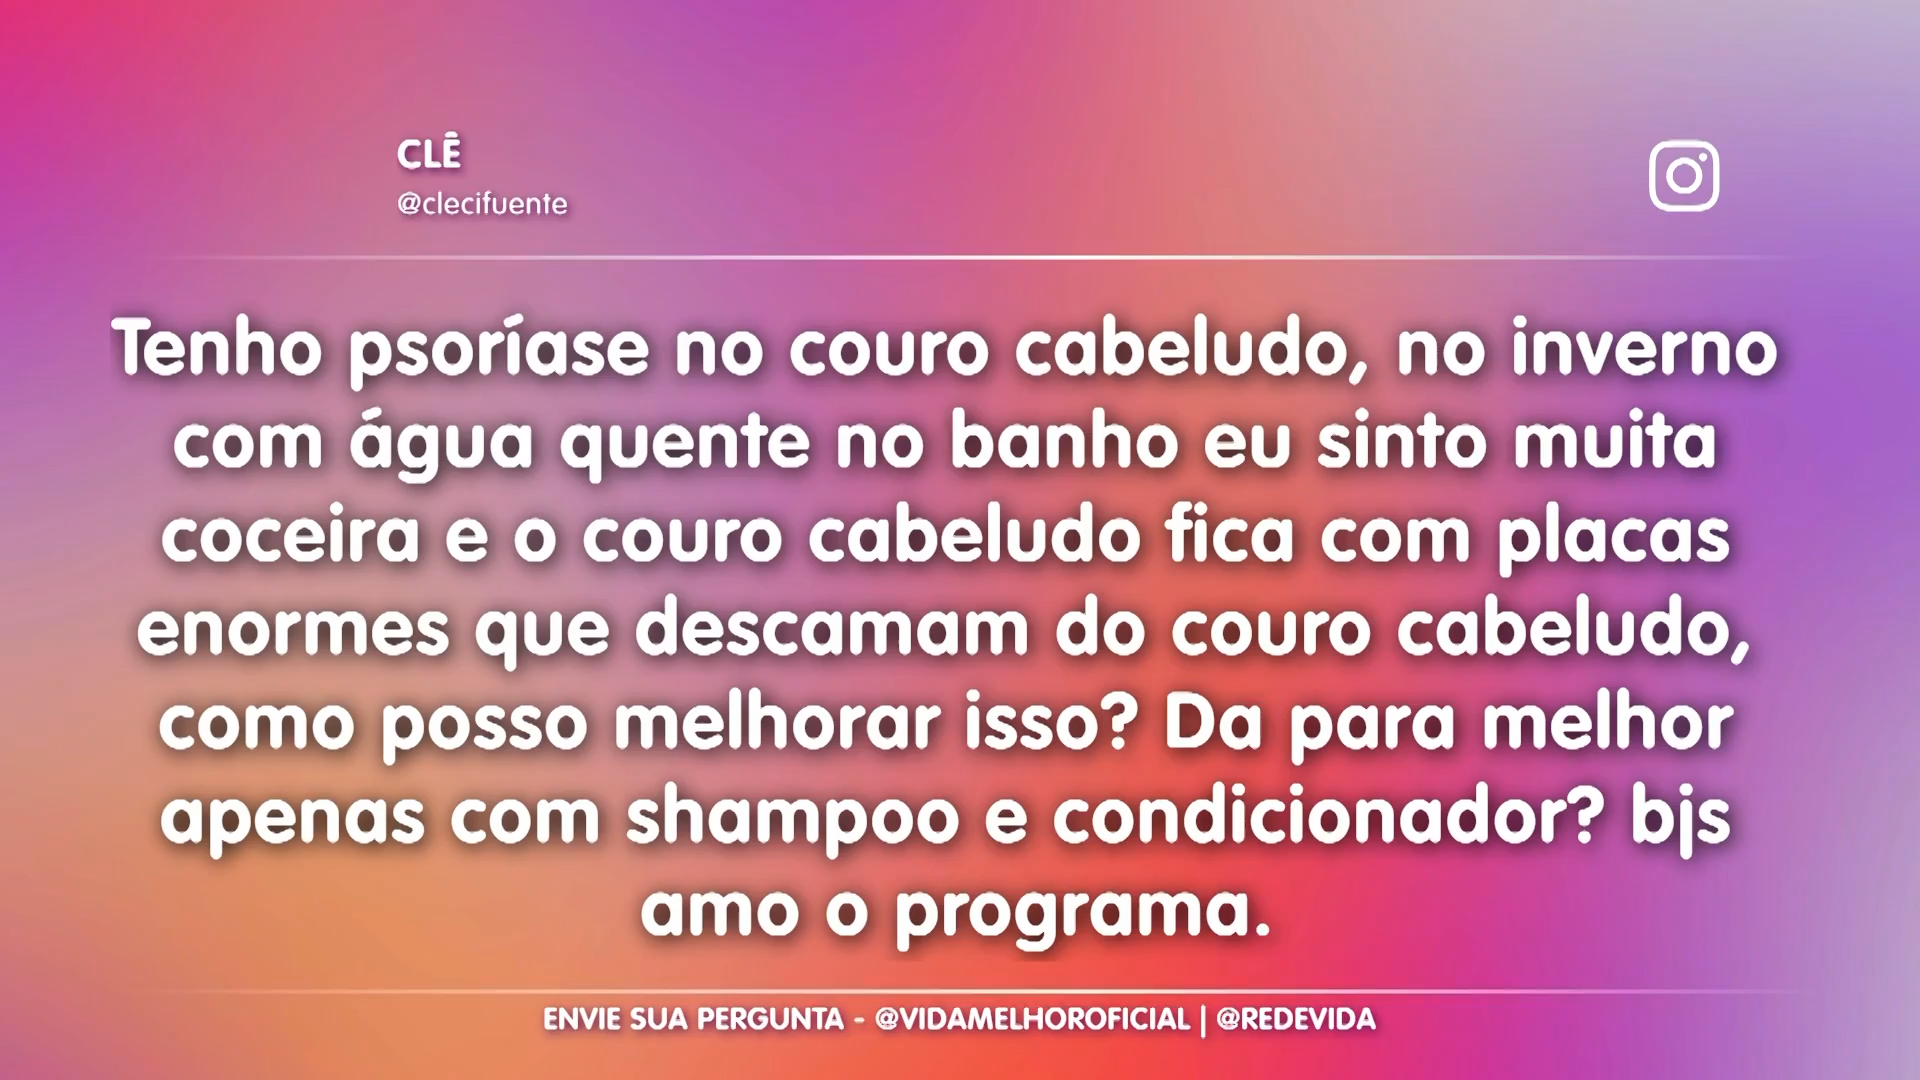 CLÊ
@clecifuente
Tenho psoríase no couro cabeludo, no inverno
com água quente no banho eu sinto muita
coceira e o couro cabeludo fica com placas
enormes que descamam do couro cabeludo,
como posso melhorar isso? Da para melhor
apenas com shampoo e condicionador? bjs
amo o programa.
ENVIE SUA PERGUNTA - @VIDAMELHOROFICIAL | @REDEVIDA